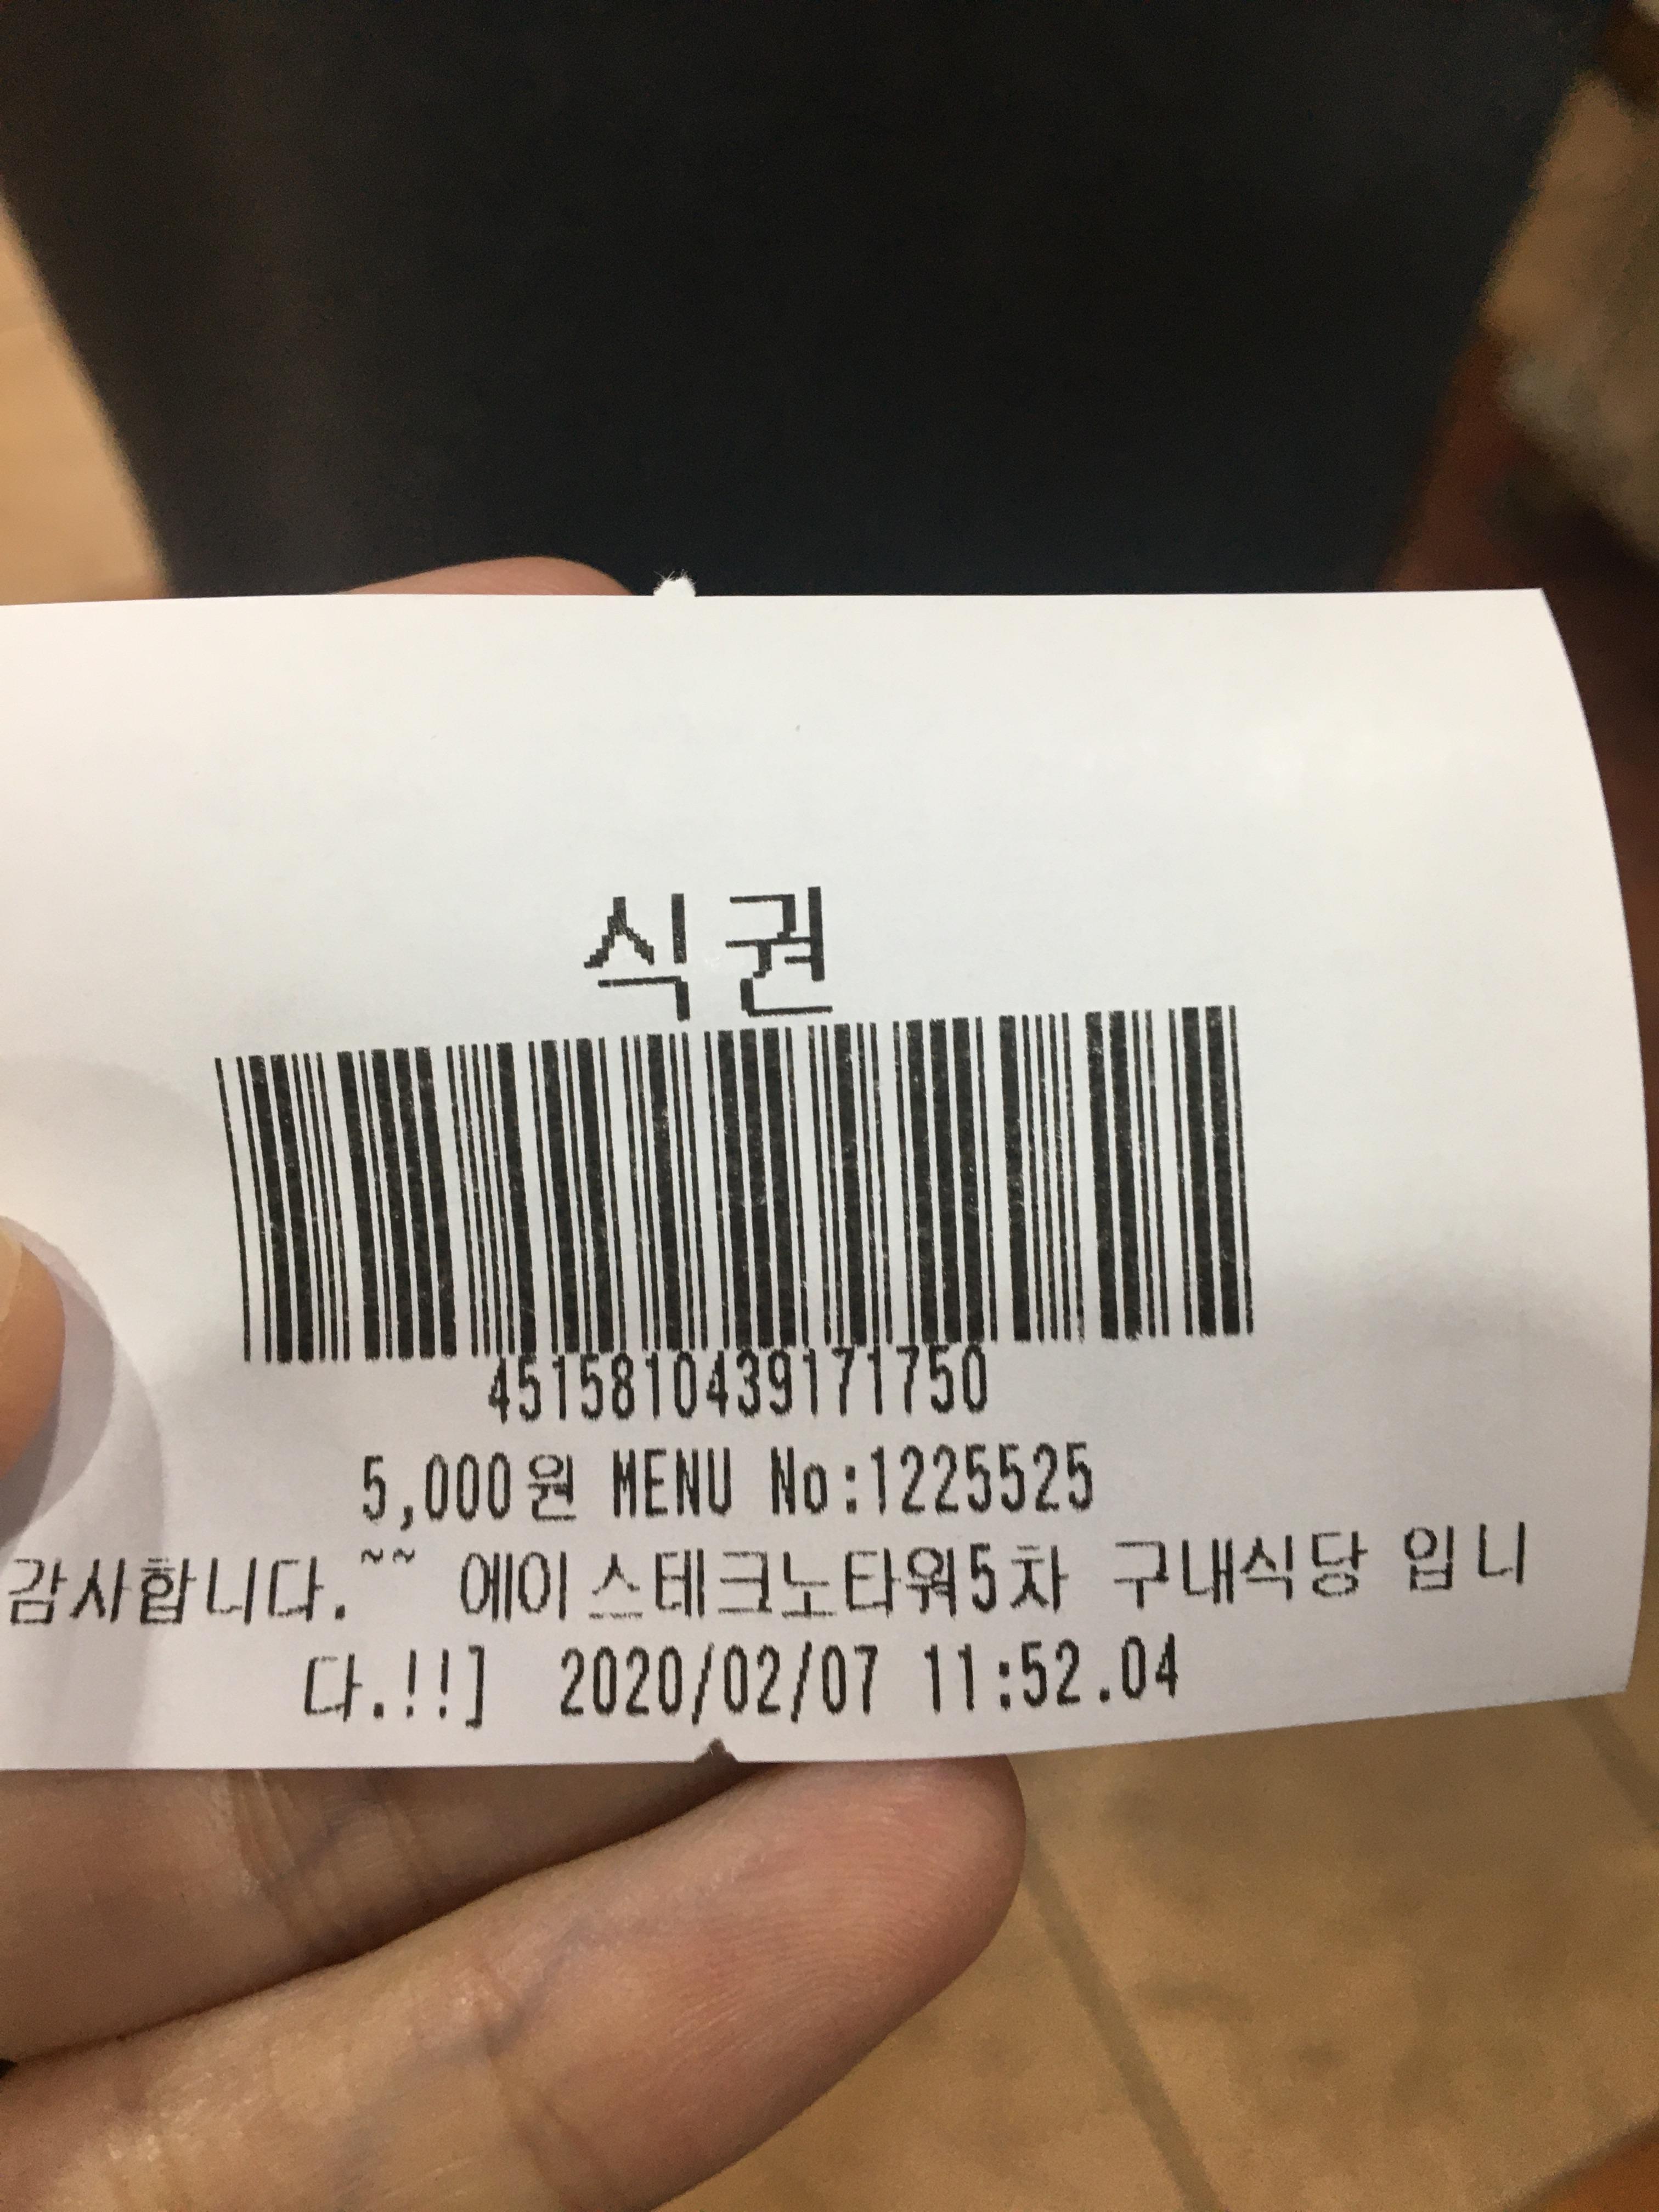 식권
4515810439171750
5,000원 MENU No:1225525
감사합니다.~~ 에이스테크노타워5차 구내식당 입니
다.!!] 2020/02/07 11:52.04